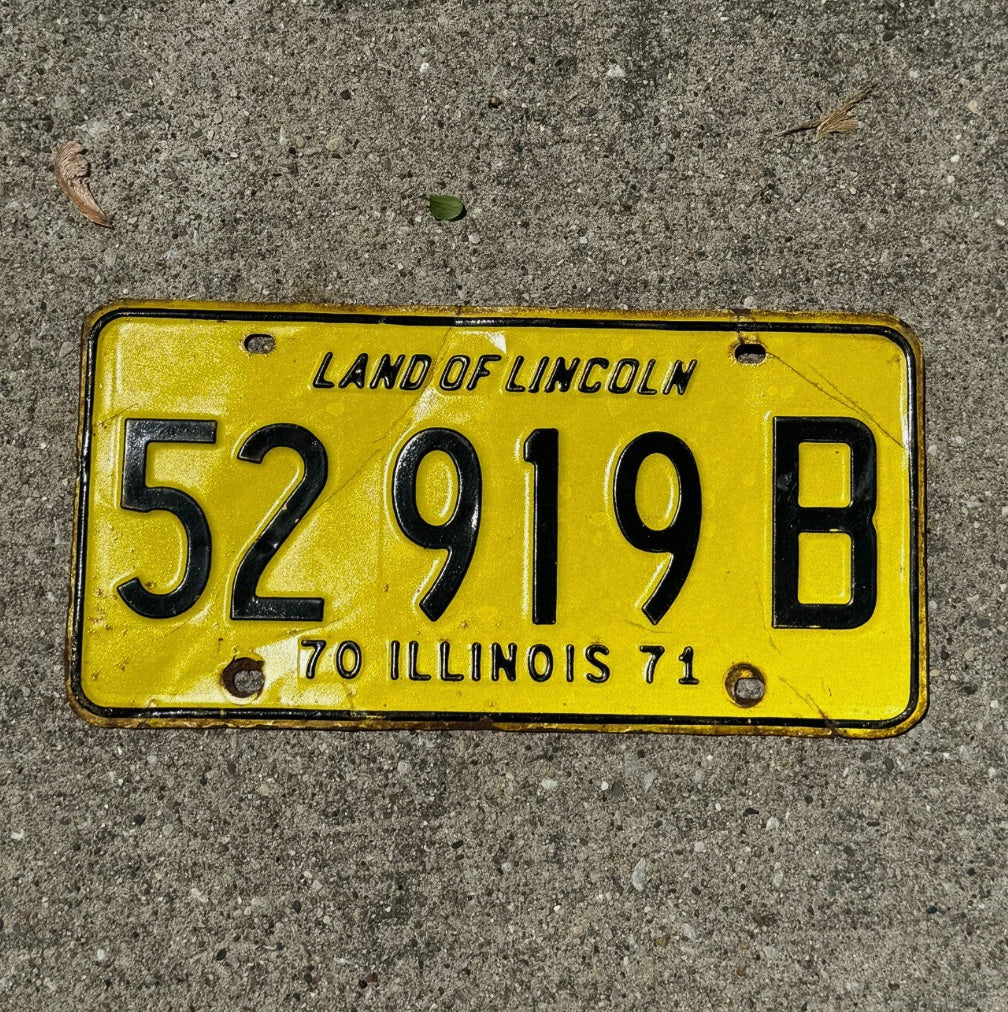 LAND OF LINCOLN
52 919 B
70 ILLINOIS 71